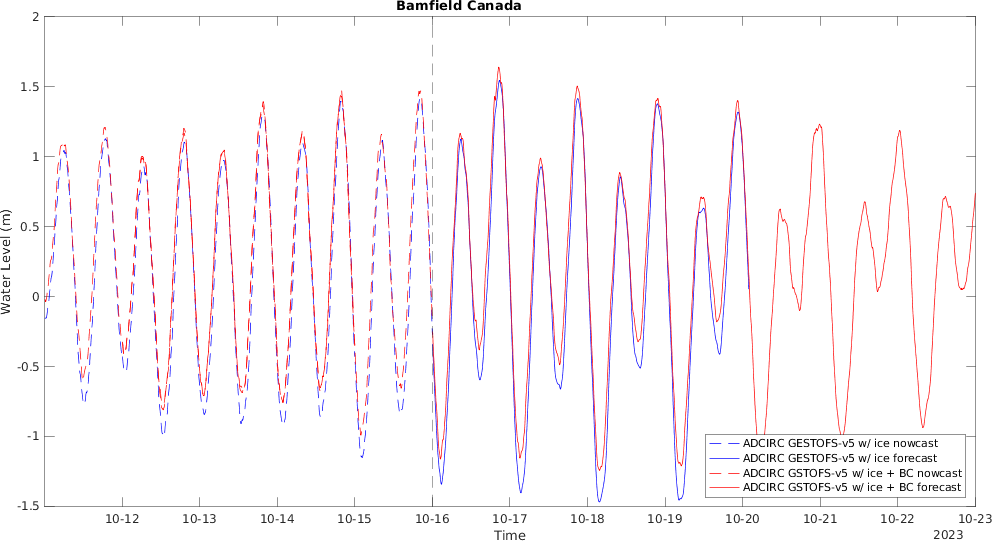 Bamfield Canada
2
1.5
1
0.5
0
-0.5
-1
-1.5
Water Level (m)
ADCIRC GESTOFS-v5 w/ ice nowcast
ADCIRC GESTOFS-v5 w/ ice forecast
ADCIRC GSTOFS-v5 w/ ice + BC nowcast
ADCIRC GSTOFS-v5 w/ ice + BC forecast
10-12 10-13 10-14 10-15 10-16 10-17 10-18 10-19 10-20 10-21 10-22 10-23
Time
2023